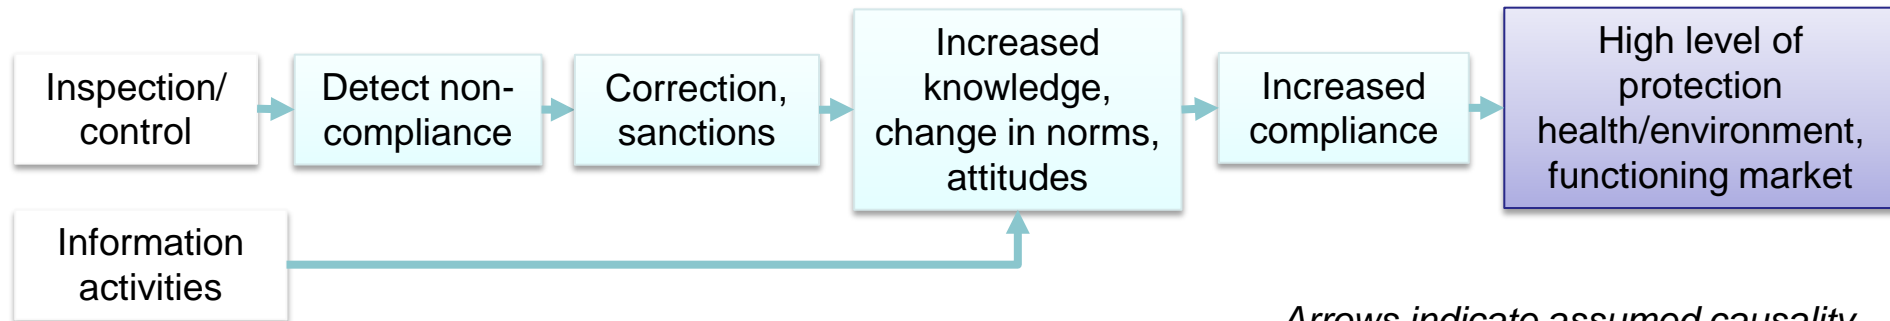 Inspection/
control
Detect non-
compliance
Correction,
sanctions
Increased
knowledge,
change in norms,
attitudes
Increased
compliance
High level of
protection
health/environment,
functioning market
Information
activities
Arrows indicate assumed causality